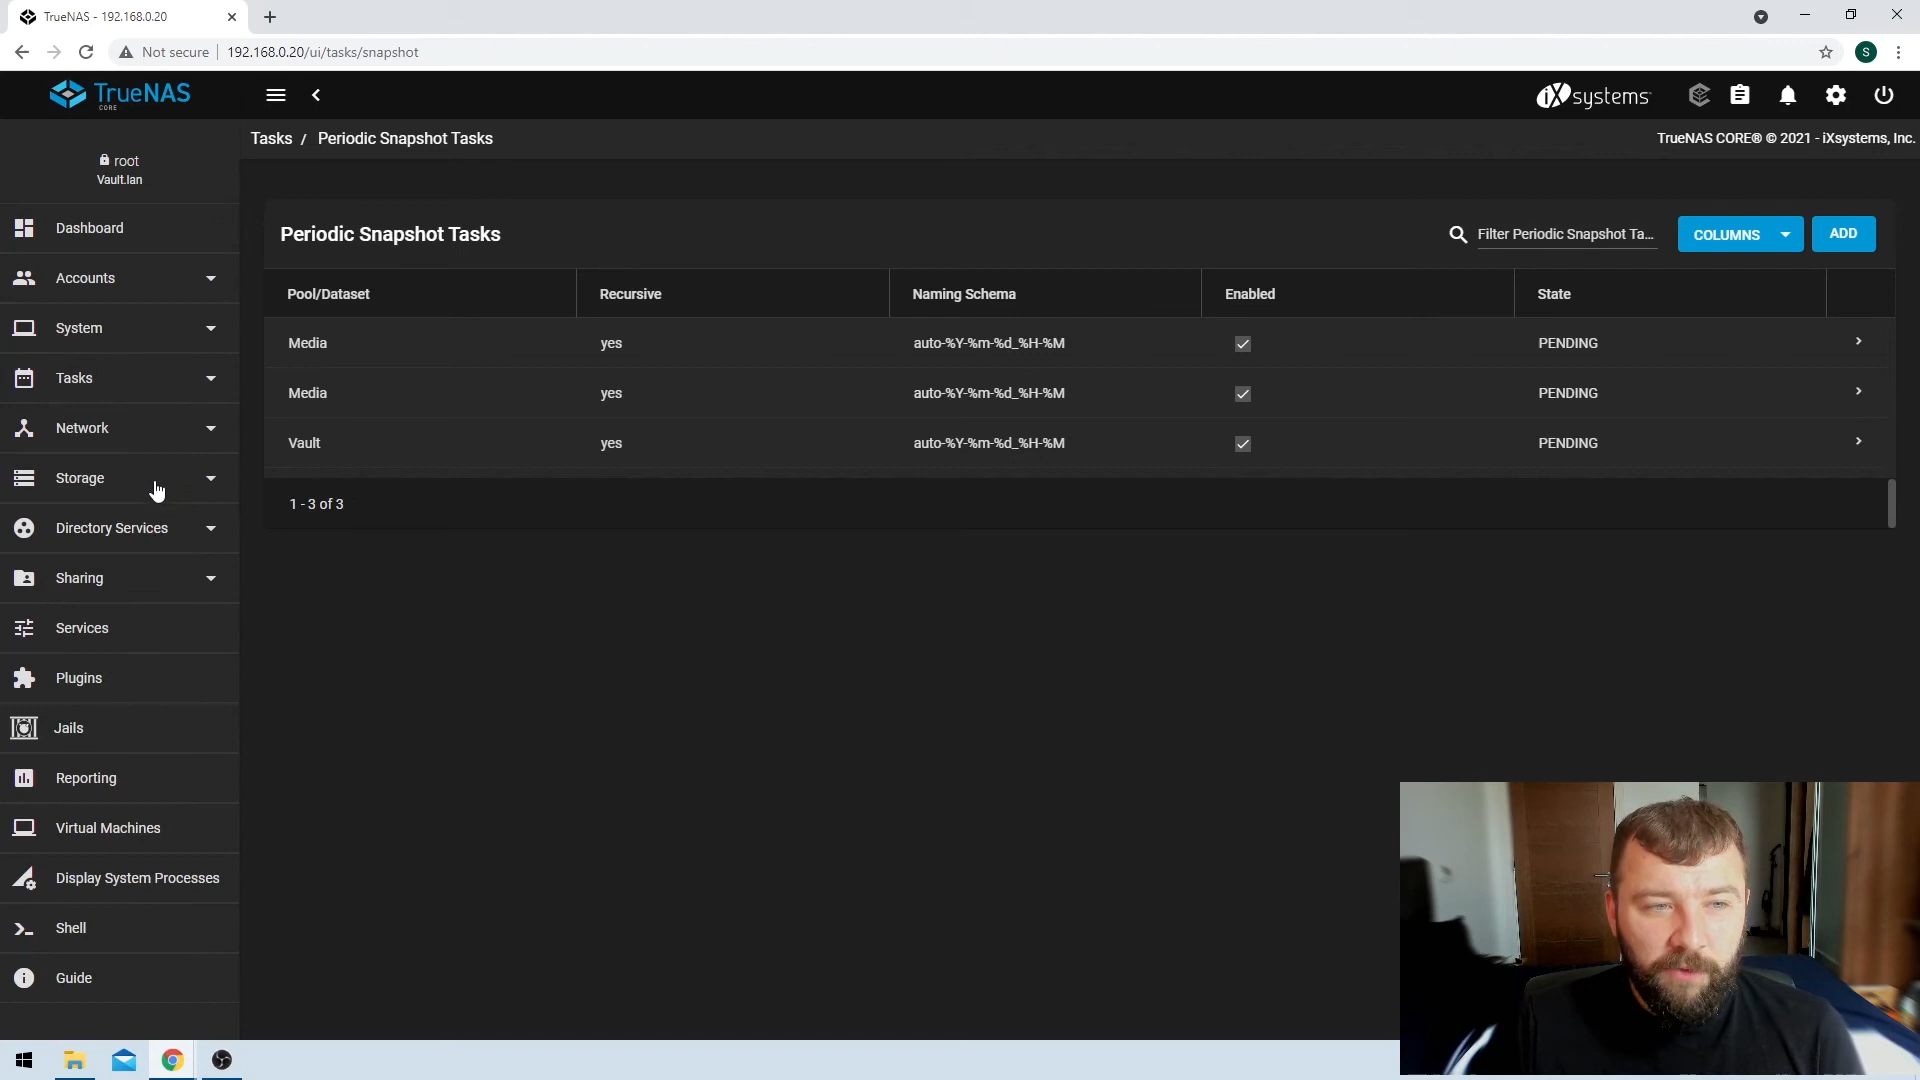 TrueNAS - 192.168.0.20
Not secure 192.168.0.20/ui/tasks/snapshot
S
TrueNAS
CORE
iX systems
Tasks / Periodic Snapshot Tasks
TrueNAS CORE® © 2021 - iXsystems, Inc.
root
Vault.lan
Dashboard
Accounts
System
Tasks
Network
Storage
Directory Services
Sharing
Services
Plugins
Jails
Reporting
Virtual Machines
Display System Processes
Shell
Guide
Periodic Snapshot Tasks
Filter Periodic Snapshot Ta...
COLUMNS
ADD
Pool/Dataset Recursive Naming Schema Enabled State
Media yes auto-%Y-%m-%d_%H-%M PENDING
Media yes auto-%Y-%m-%d_%H-%M PENDING
Vault yes auto-%Y-%m-%d_%H-%M PENDING
1 - 3 of 3